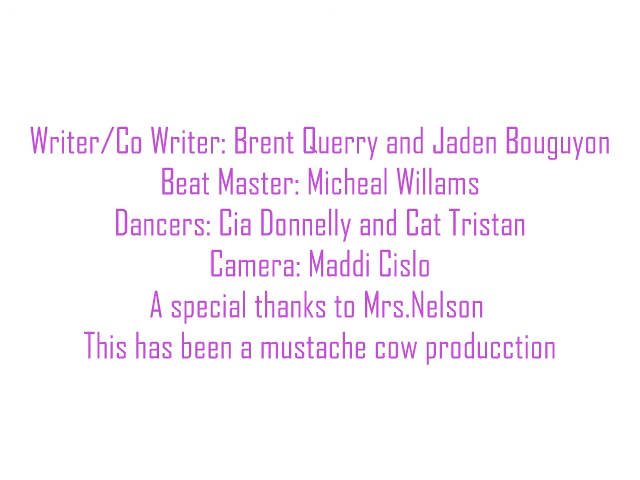 Writer/Co Writer: Brent Querry and Jaden Bouguyon
Beat Master: Micheal Willams
Dancers: Cia Donnelly and Cat Tristan
Camera: Maddi Cislo
A special thanks to Mrs.Nelson
This has been a mustache cow producction